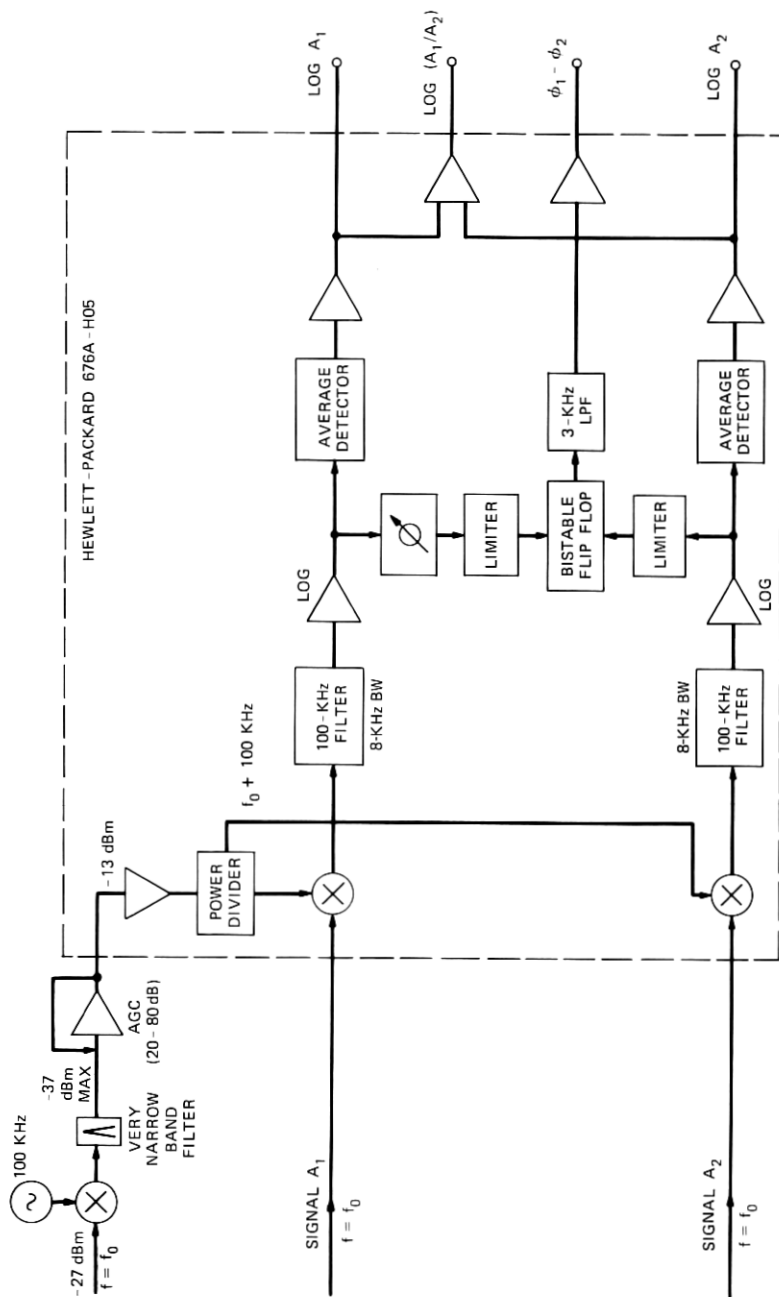 HEWLETT-PACKARD 676A-H05
100 KHz
-27 dBm
f = f₀
VERY
NARROW
BAND
FILTER
-37
dBm
MAX
AGC
(20-80 dB)
-13 dBm
POWER
DIVIDER
f₀ + 100 KHz
SIGNAL A₁
f = f₀
100-KHz
FILTER
8-KHz BW
LOG
AVERAGE
DETECTOR
LOG A₁
LOG (A₁/A₂)
LIMITER
BISTABLE
FLIP FLOP
3-KHz
LPF
ϕ₁ - ϕ₂
LIMITER
SIGNAL A₂
f = f₀
8-KHz BW
100-KHz
FILTER
LOG
AVERAGE
DETECTOR
LOG A₂